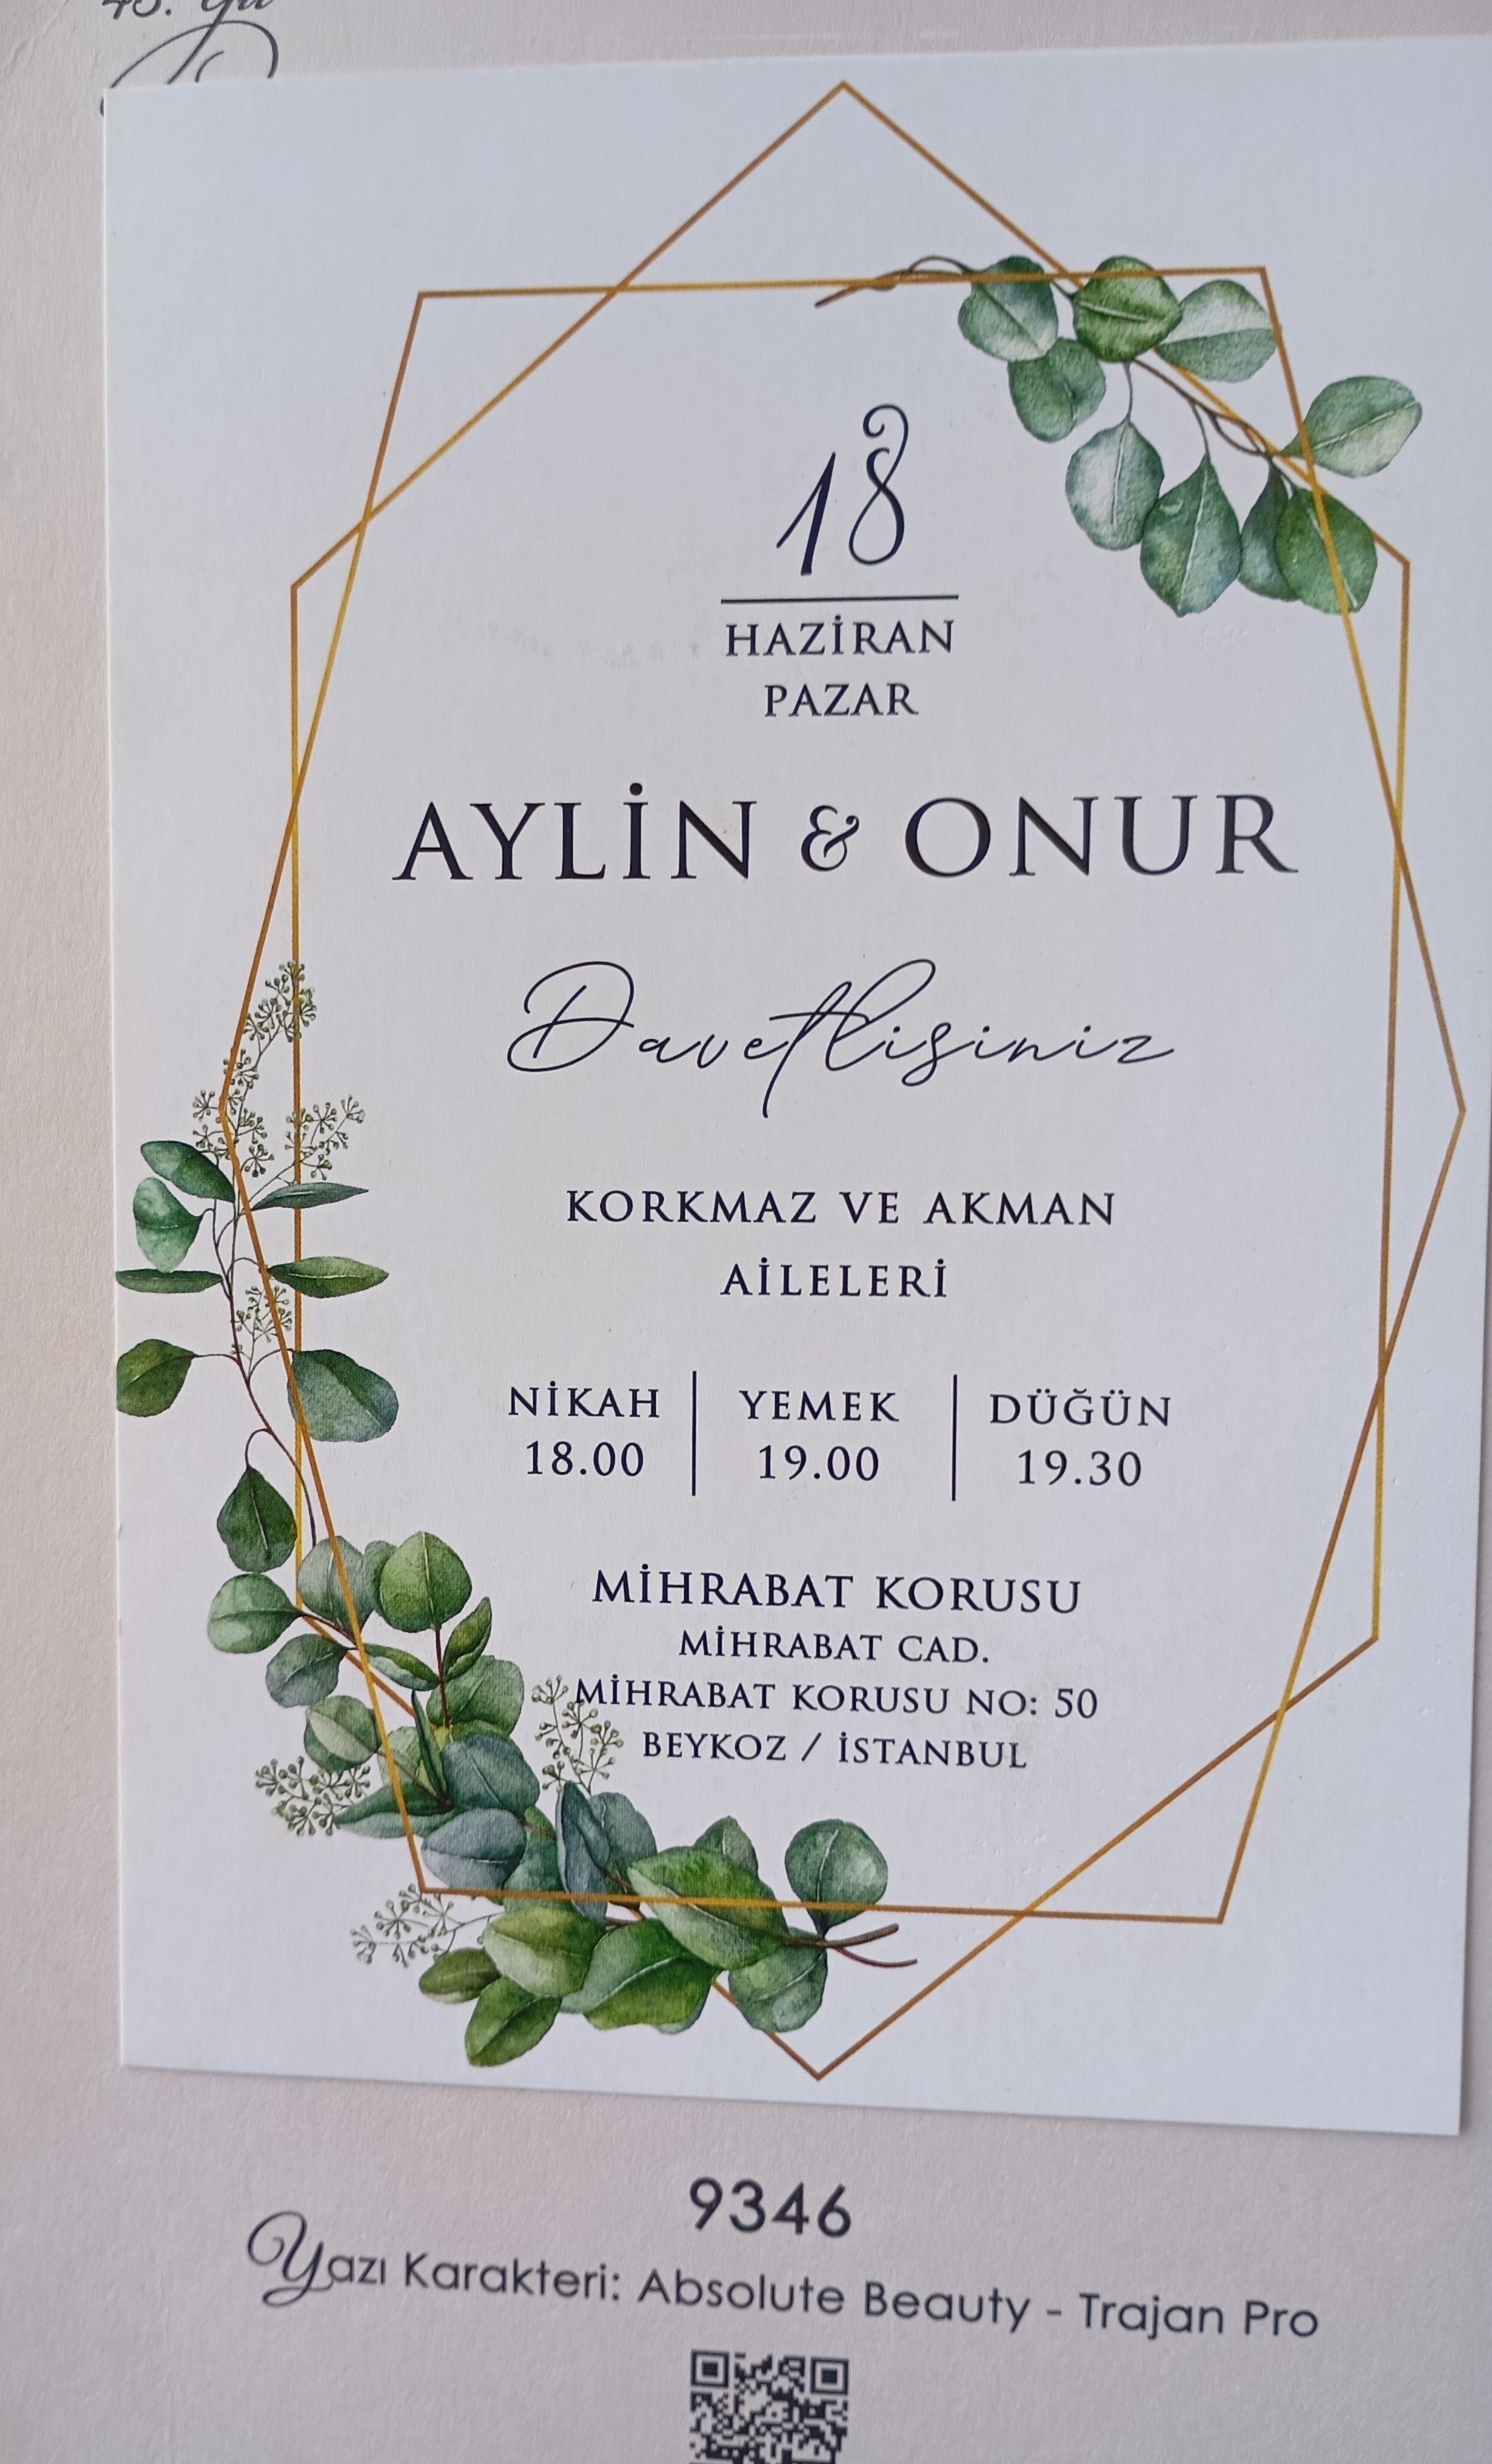 18
HAZİRAN
PAZAR
AYLİN & ONUR
Davetlisiniz
KORKMAZ VE AKMAN
AİLELERİ
NİKAH | YEMEK | DÜĞÜN
18.00 | 19.00 | 19.30
MİHRABAT KORUSU
MİHRABAT CAD.
MİHRABAT KORUSU NO: 50
BEYKOZ / İSTANBUL
9346
Yazı Karakteri: Absolute Beauty - Trajan Pro